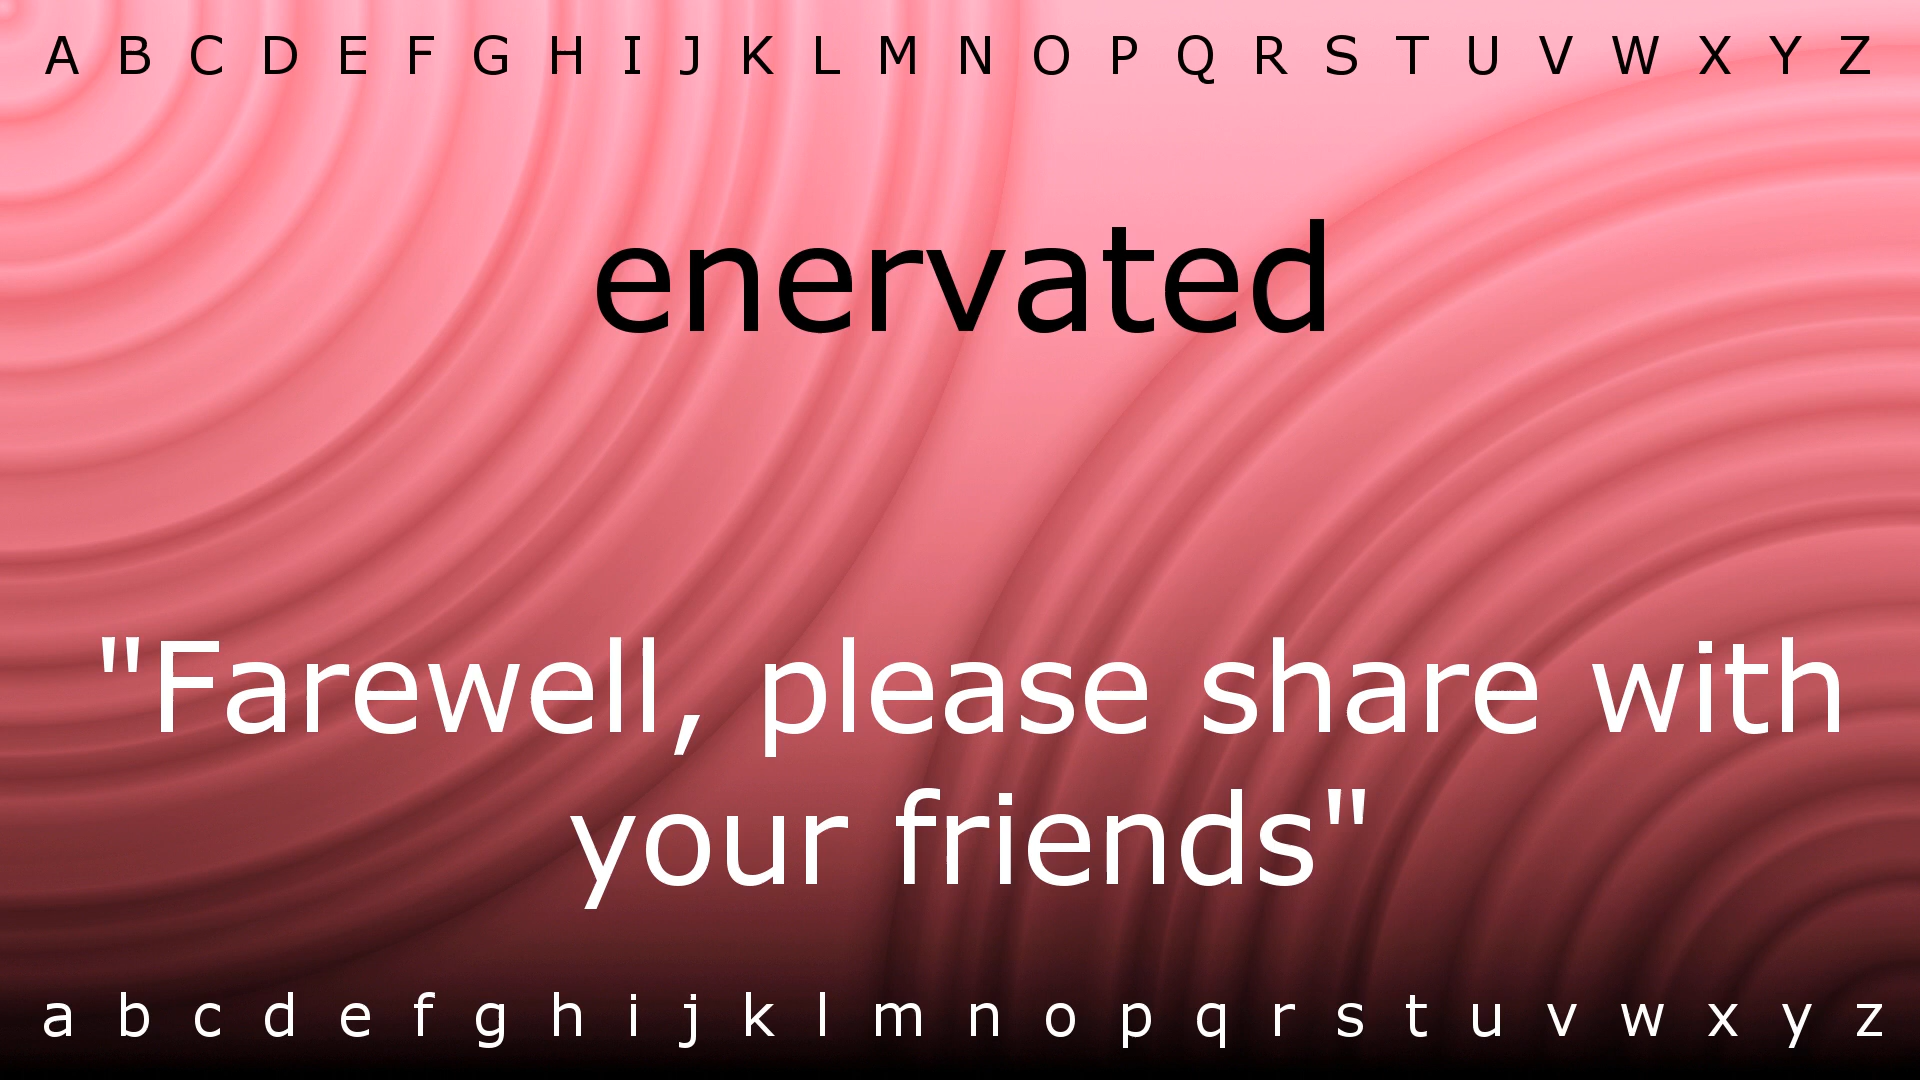 A B C D E F G H I J K L M N O P Q R S T U V W X Y Z
enervated
"Farewell, please share with
your friends"
a b c d e f g h i j k l m n o p q r s t u v w x y z